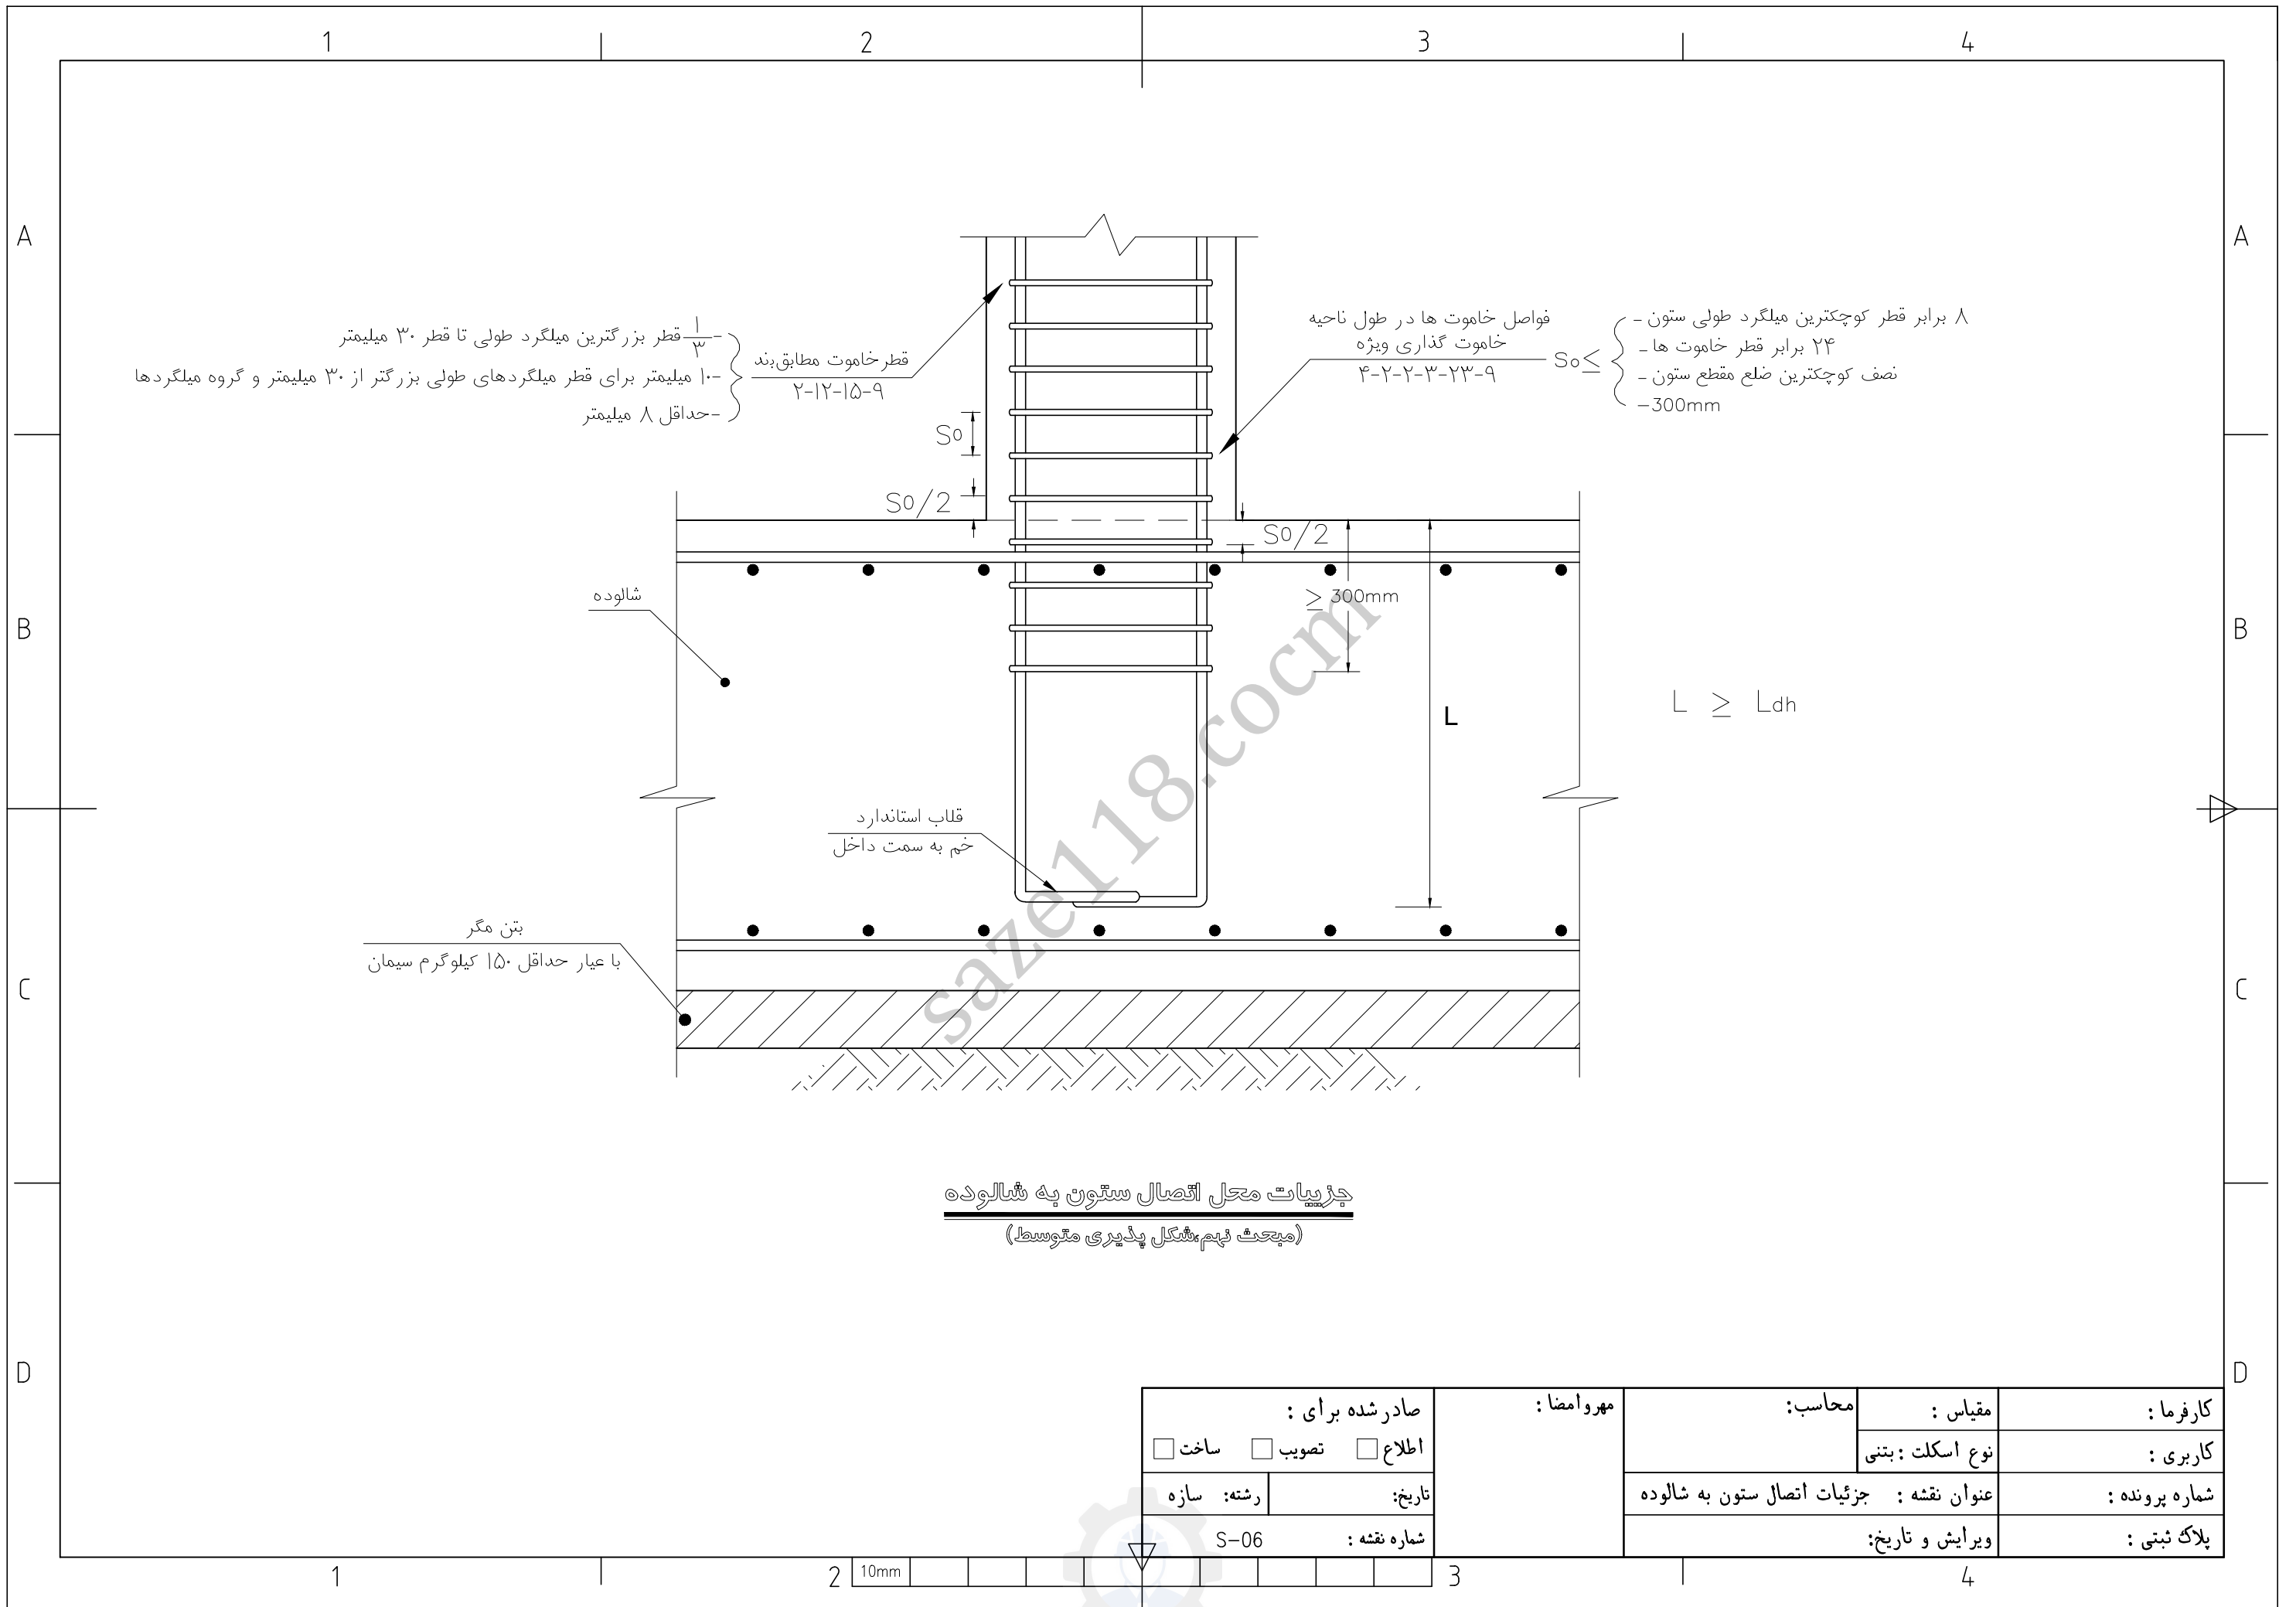 1 2 3 4
A A
۱/۳ قطر بزرگترین میلگرد طولی تا قطر ۳۰ میلیمتر-
-۱۰ میلیمتر برای قطر میلگردهای طولی بزرگتر از ۳۰ میلیمتر و گروه میلگردها
-حداقل ۸ میلیمتر
قطر خاموت مطابق بند
۹-۱۵-۱۲-۲
فواصل خاموت ها در طول ناحیه
خاموت گذاری ویژه
۹-۲۳-۳-۲-۲-۴
So≤
۸ برابر قطر کوچکترین میلگرد طولی ستون -
۲۴ برابر قطر خاموت ها -
نصف کوچکترین ضلع مقطع ستون -
-300mm
So
So/2
So/2
≥ 300mm
شالوده
B B
L
L ≥ Ldh
قلاب استاندارد
خم به سمت داخل
بتن مگر
با عیار حداقل ۱۵۰ کیلوگرم سیمان
C C
saze118.cocm
جزییات محل اتصال ستون به شالوده
(مبحث نهم،شکل پذیری متوسط)
D D
کارفرما :
مقیاس :
محاسب:
مهروامضا :
صادر شده برای :
کاربری :
نوع اسکلت : بتنی
اطلاع تصویب ساخت
شماره پرونده :
عنوان نقشه : جزئیات اتصال ستون به شالوده
تاریخ:
رشته: سازه
پلاک ثبتی :
ویرایش و تاریخ:
شماره نقشه : S-06
1 2 10mm 3 4